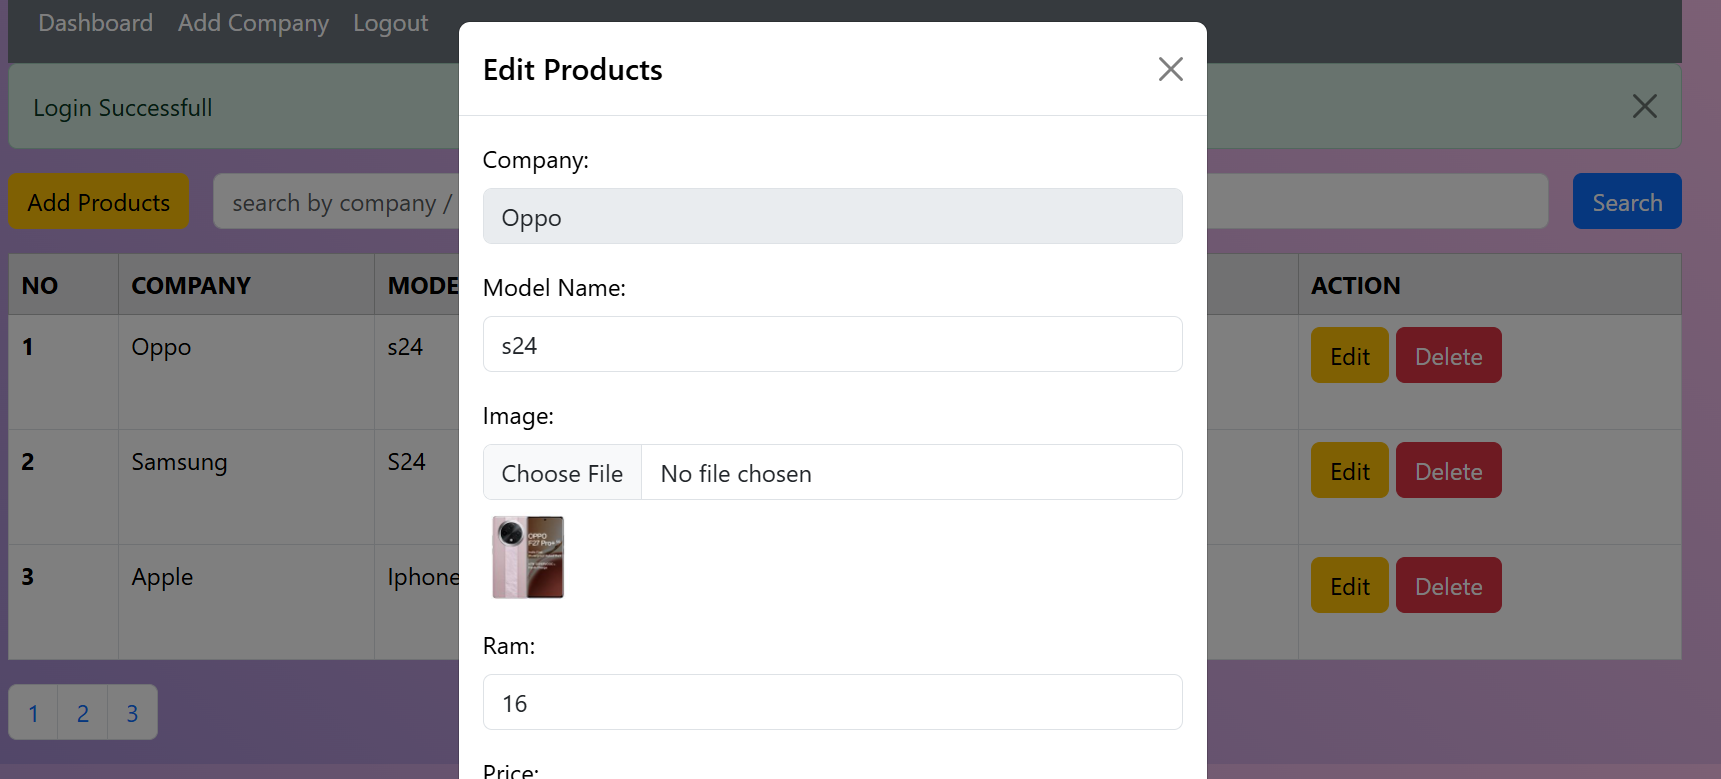 Dashboard Add Company Logout
Edit Products
Login Successfull
Company:
Add Products
search by company /
Oppo
Search
NO COMPANY MODE ACTION
Model Name:
1 Oppo s24 Edit Delete
s24
Image:
2 Samsung S24 Edit Delete
Choose File No file chosen
OPPO
F27 Pro+
3 Apple Iphone Edit Delete
Ram:
16
1 2 3
Price: